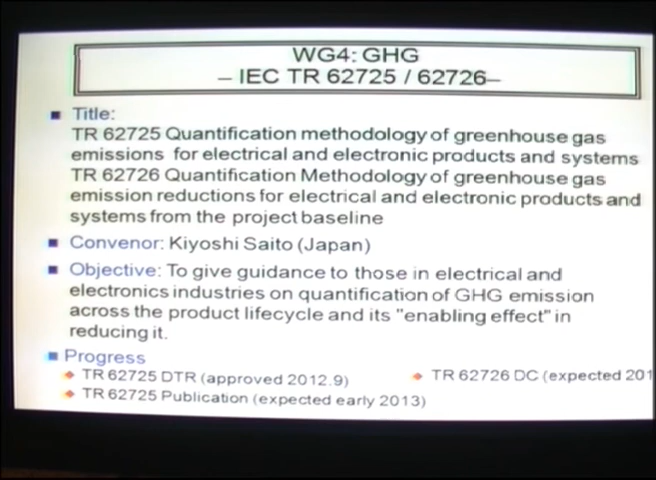 WG4: GHG
– IEC TR 62725 / 62726–
Title:
TR 62725 Quantification methodology of greenhouse gas
emissions for electrical and electronic products and systems
TR 62726 Quantification Methodology of greenhouse gas
emission reductions for electrical and electronic products and
systems from the project baseline
Convenor: Kiyoshi Saito (Japan)
Objective: To give guidance to those in electrical and
electronics industries on quantification of GHG emission
across the product lifecycle and its "enabling effect" in
reducing it.
Progress
TR 62725 DTR (approved 2012.9)
TR 62726 DC (expected 201
TR 62725 Publication (expected early 2013)